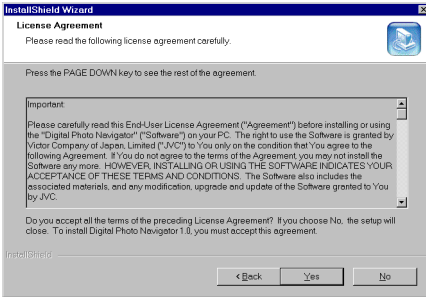 InstallShield Wizard
License Agreement
Please read the following license agreement carefully.
Press the PAGE DOWN key to see the rest of the agreement.
Important:
Please carefully read this End-User License Agreement ("Agreement") before installing or using
the "Digital Photo Navigator" ("Software") on your PC. The right to use the Software is granted by
Victor Company of Japan, Limited ("JVC") to You only on the condition that You agree to the
following Agreement. If You do not agree to the terms of the Agreement, you may not install the
Software any more. HOWEVER, INSTALLING OR USING THE SOFTWARE INDICATES YOUR
ACCEPTANCE OF THESE TERMS AND CONDITIONS. The Software also includes the
associated materials, and any modification, upgrade and update of the Software granted to You
by JVC.
Do you accept all the terms of the preceding License Agreement? If you choose No, the setup will
close. To install Digital Photo Navigator 1.0, you must accept this agreement.
InstallShield
< Back Yes No